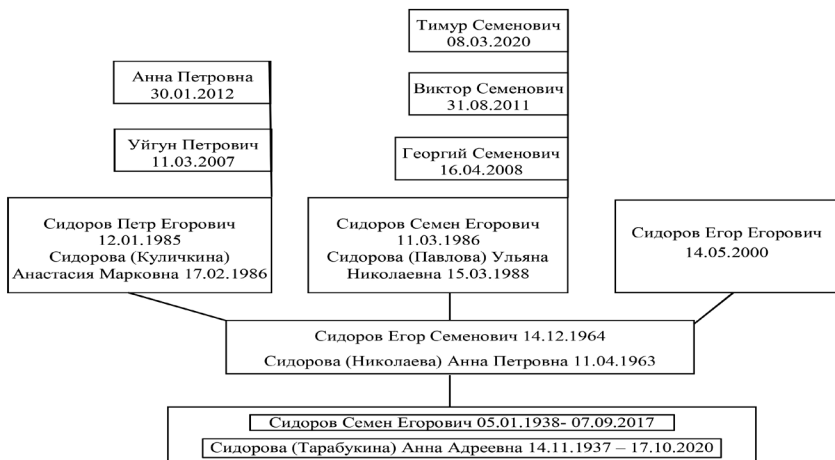 Тимур Семенович
08.03.2020
Анна Петровна
30.01.2012
Виктор Семенович
31.08.2011
Уйгун Петрович
11.03.2007
Георгий Семенович
16.04.2008
Сидоров Петр Егорович
12.01.1985
Сидорова (Куличкина)
Анастасия Марковна 17.02.1986
Сидоров Семен Егорович
11.03.1986
Сидорова (Павлова) Ульяна
Николаевна 15.03.1988
Сидоров Егор Егорович
14.05.2000
Сидоров Егор Семенович 14.12.1964
Сидорова (Николаева) Анна Петровна 11.04.1963
Сидоров Семен Егорович 05.01.1938- 07.09.2017
Сидорова (Тарабукина) Анна Адреевна 14.11.1937 – 17.10.2020